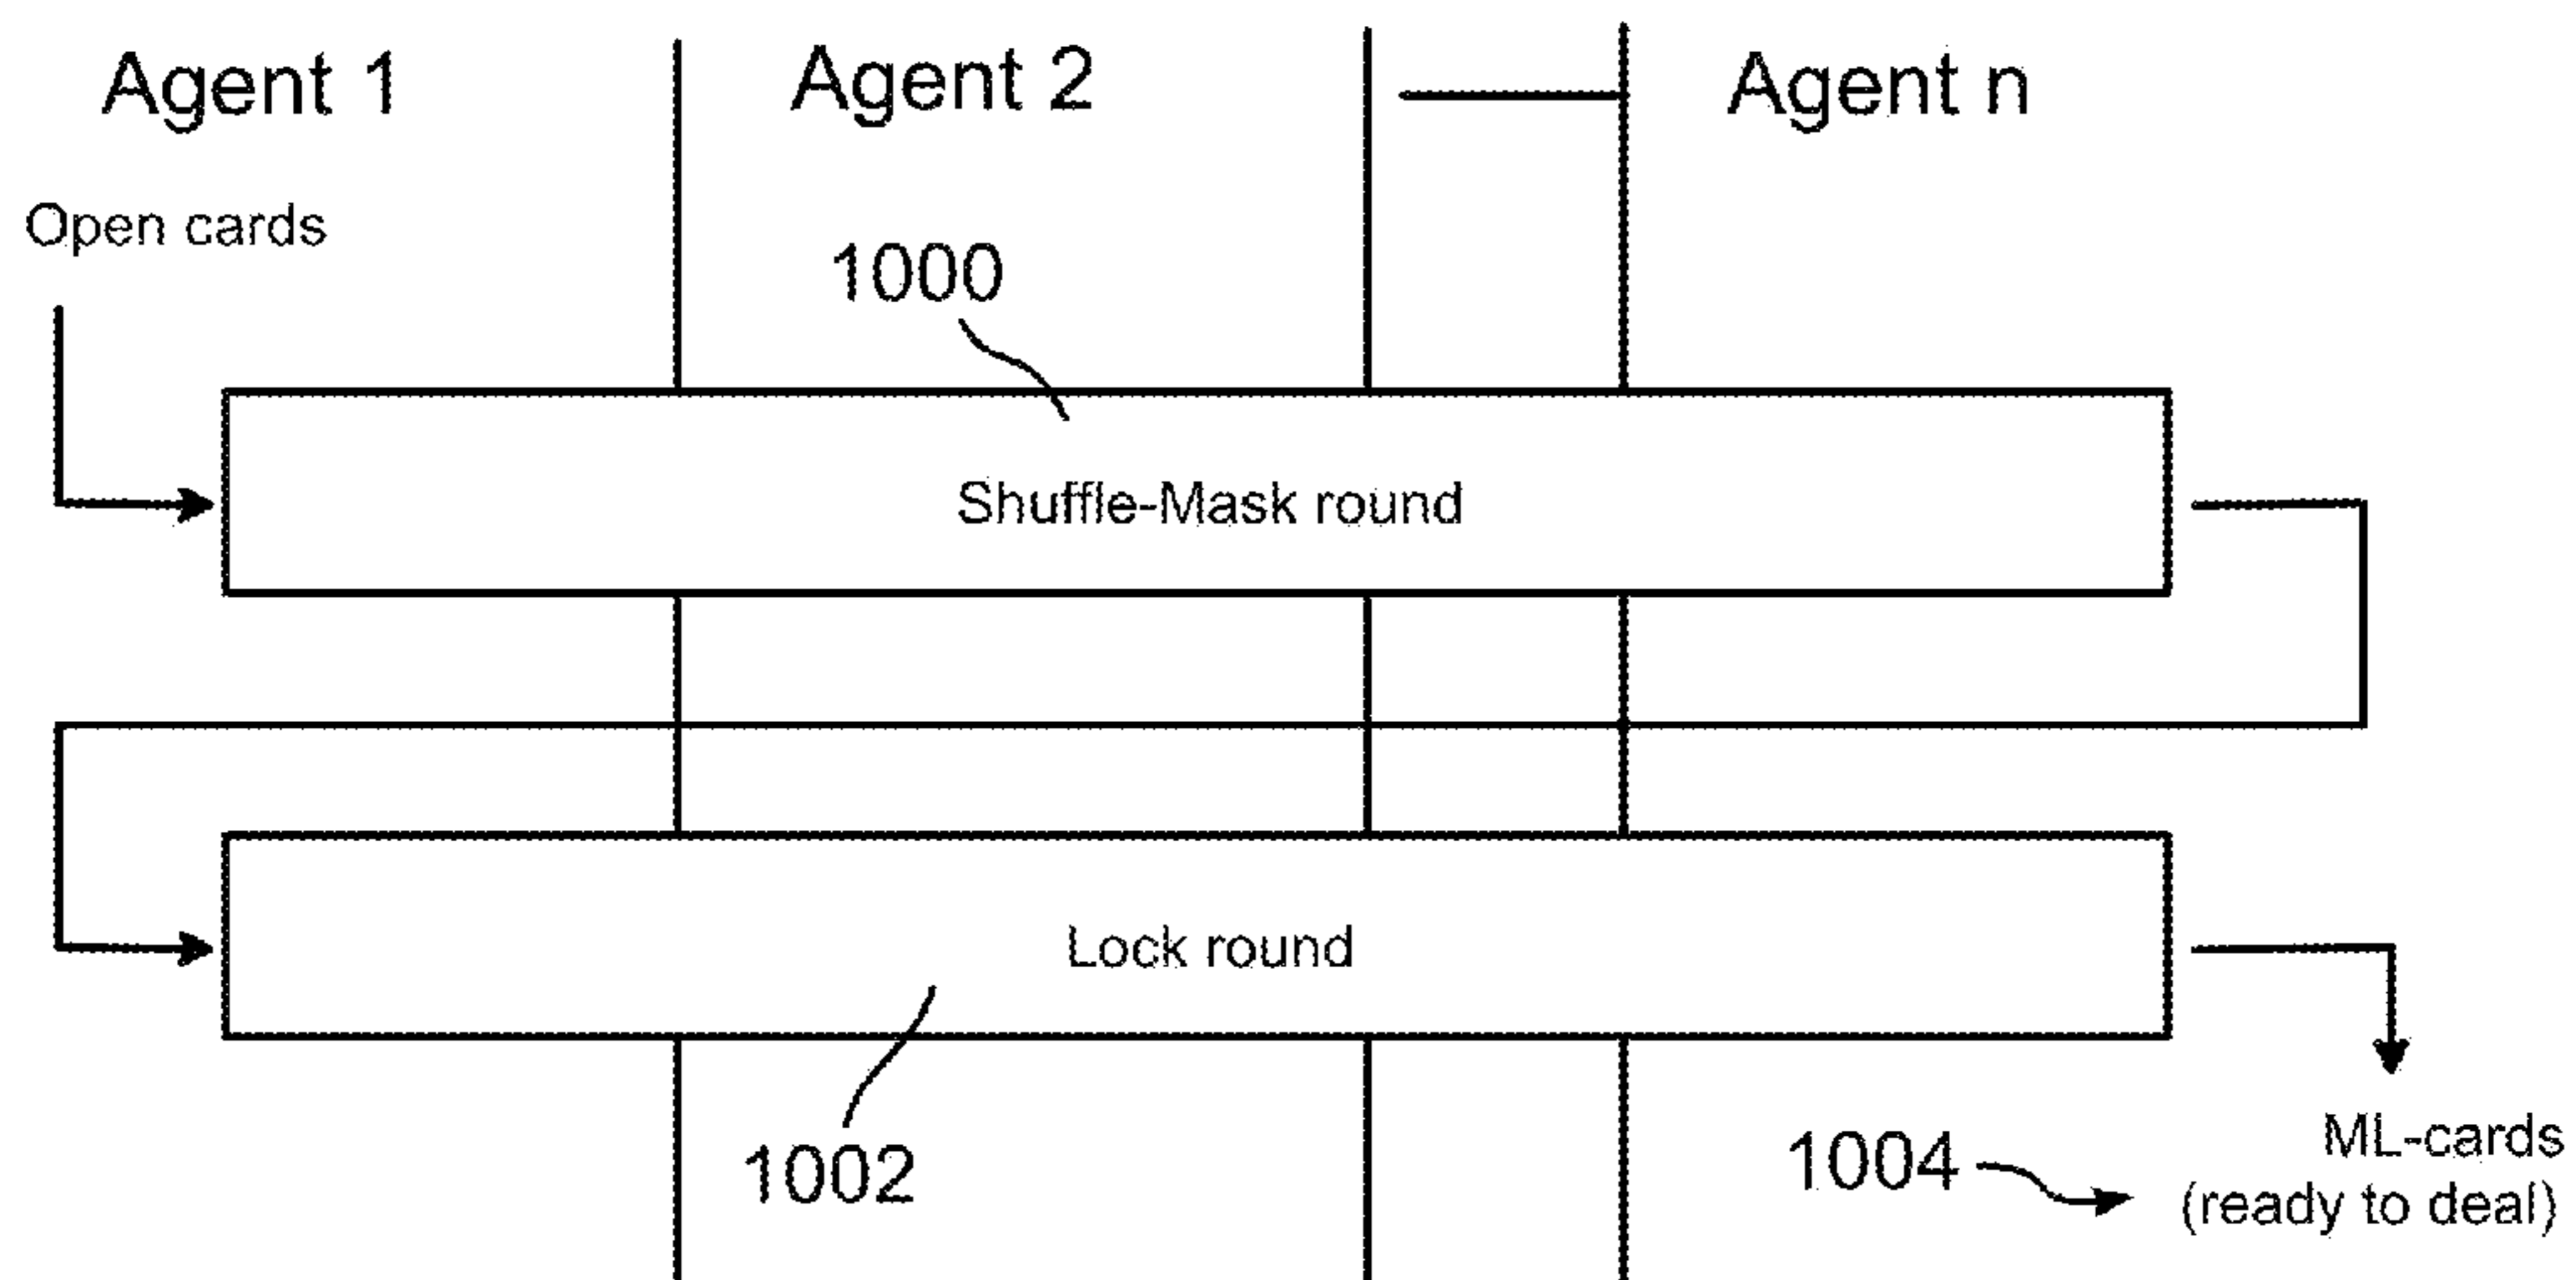 Agent 1
Agent 2
Agent n
Open cards
1000
Shuffle-Mask round
Lock round
1002
1004
ML-cards
(ready to deal)